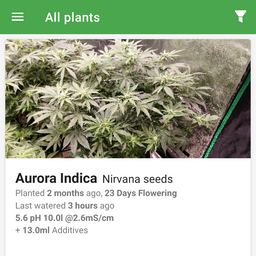 All plants
Aurora Indica Nirvana seeds
Planted 2 months ago, 23 Days Flowering
Last watered 3 hours ago
5.6 pH 10.0l @2.6mS/cm
+ 13.0ml Additives